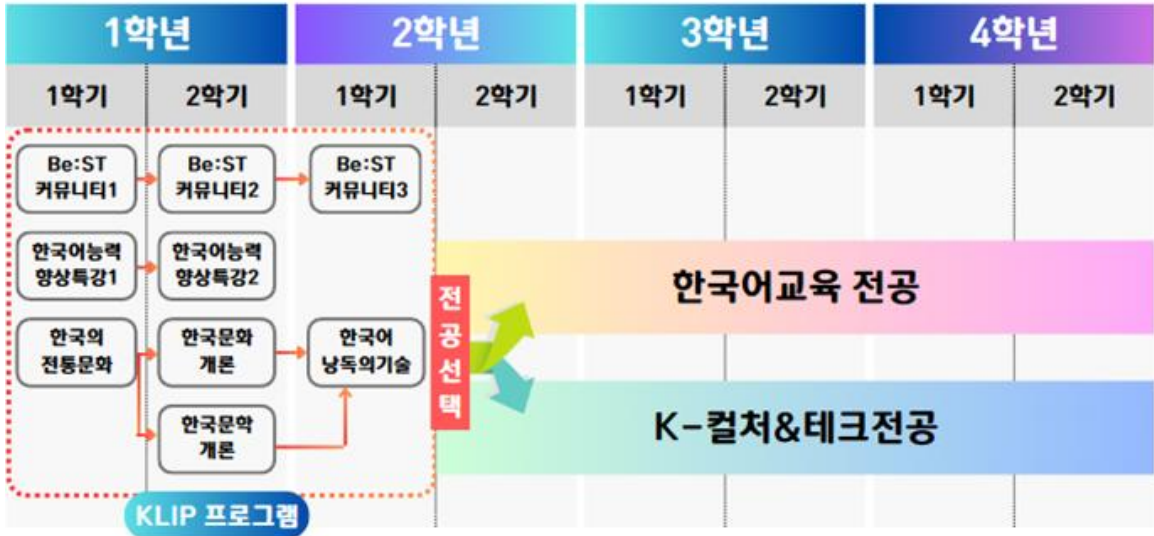 1학년
2학년
3학년
4학년
1학기
2학기
1학기
2학기
1학기
2학기
1학기
2학기
Be:ST
커뮤니티1
Be:ST
커뮤니티2
Be:ST
커뮤니티3
한국어능력
향상특강1
한국어능력
향상특강2
한국의
전통문화
한국문화
개론
한국어
낭독의기술
한국문학
개론
전
공
선
택
한국어교육 전공
K-컬처&테크전공
KLIP 프로그램